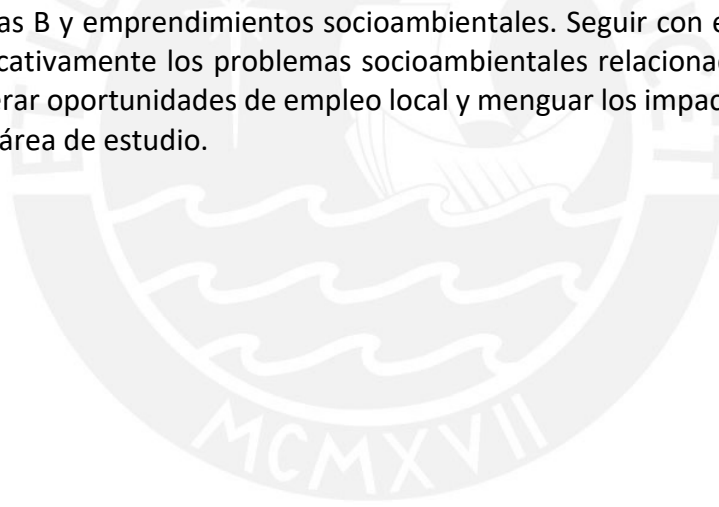 as B y emprendimientos socioambientales. Seguir con e
cativamente los problemas socioambientales relacionad
erar oportunidades de empleo local y menguar los impac
área de estudio.
MCMXVII